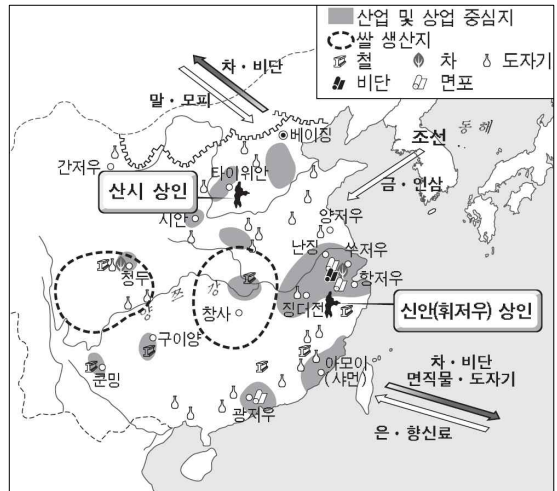 산업 및 상업 중심지
쌀 생산지
철 차 도자기
비단 면포
차·비단
말·모피
베이징
조선
동해
간저우
타이위안
산시 상인
금·인삼
시안
양저우
난징
쑤저우
청두
항저우
양쯔강
창사
징더전
신안(휘저우) 상인
구이양
쿤밍
아모이
(샤먼)
차·비단
면직물·도자기
광저우
은·향신료